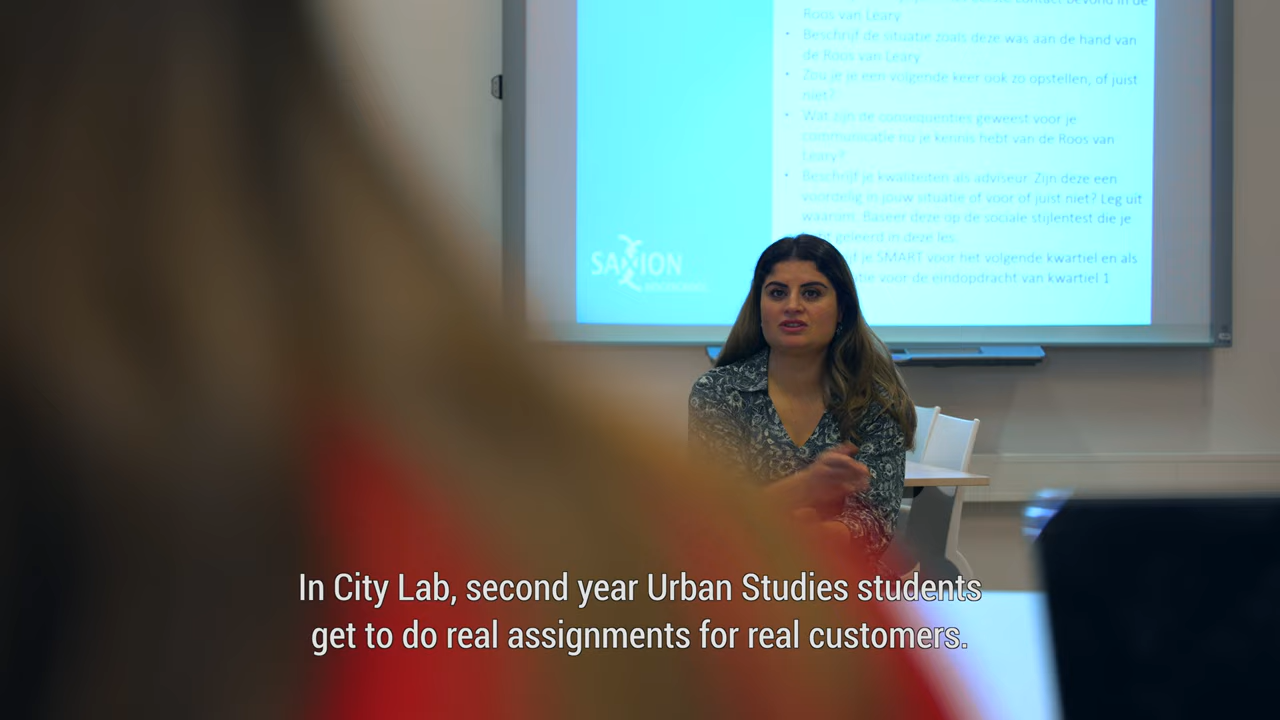 Roos van Leary
Beschrijf de situatie zoals deze was aan de hand van
de Roos van Leary
Zou je je een volgende keer ook zo opstellen, of juist
niet?
Wat zijn de consequenties geweest voor je
communicatie nu je kennis hebt van de Roos van
Leary?
Beschrijf je kwaliteiten als adviseur. Zijn deze een
voordelig in jouw situatie of voor of juist niet? Leg uit
waarom. Baseer deze op de sociale stijlentest die je
geleerd in deze les.
je SMART voor het volgende kwartiel en als
voor de eindopdracht van kwartiel 1
SAXION
In City Lab, second year Urban Studies students
get to do real assignments for real customers.